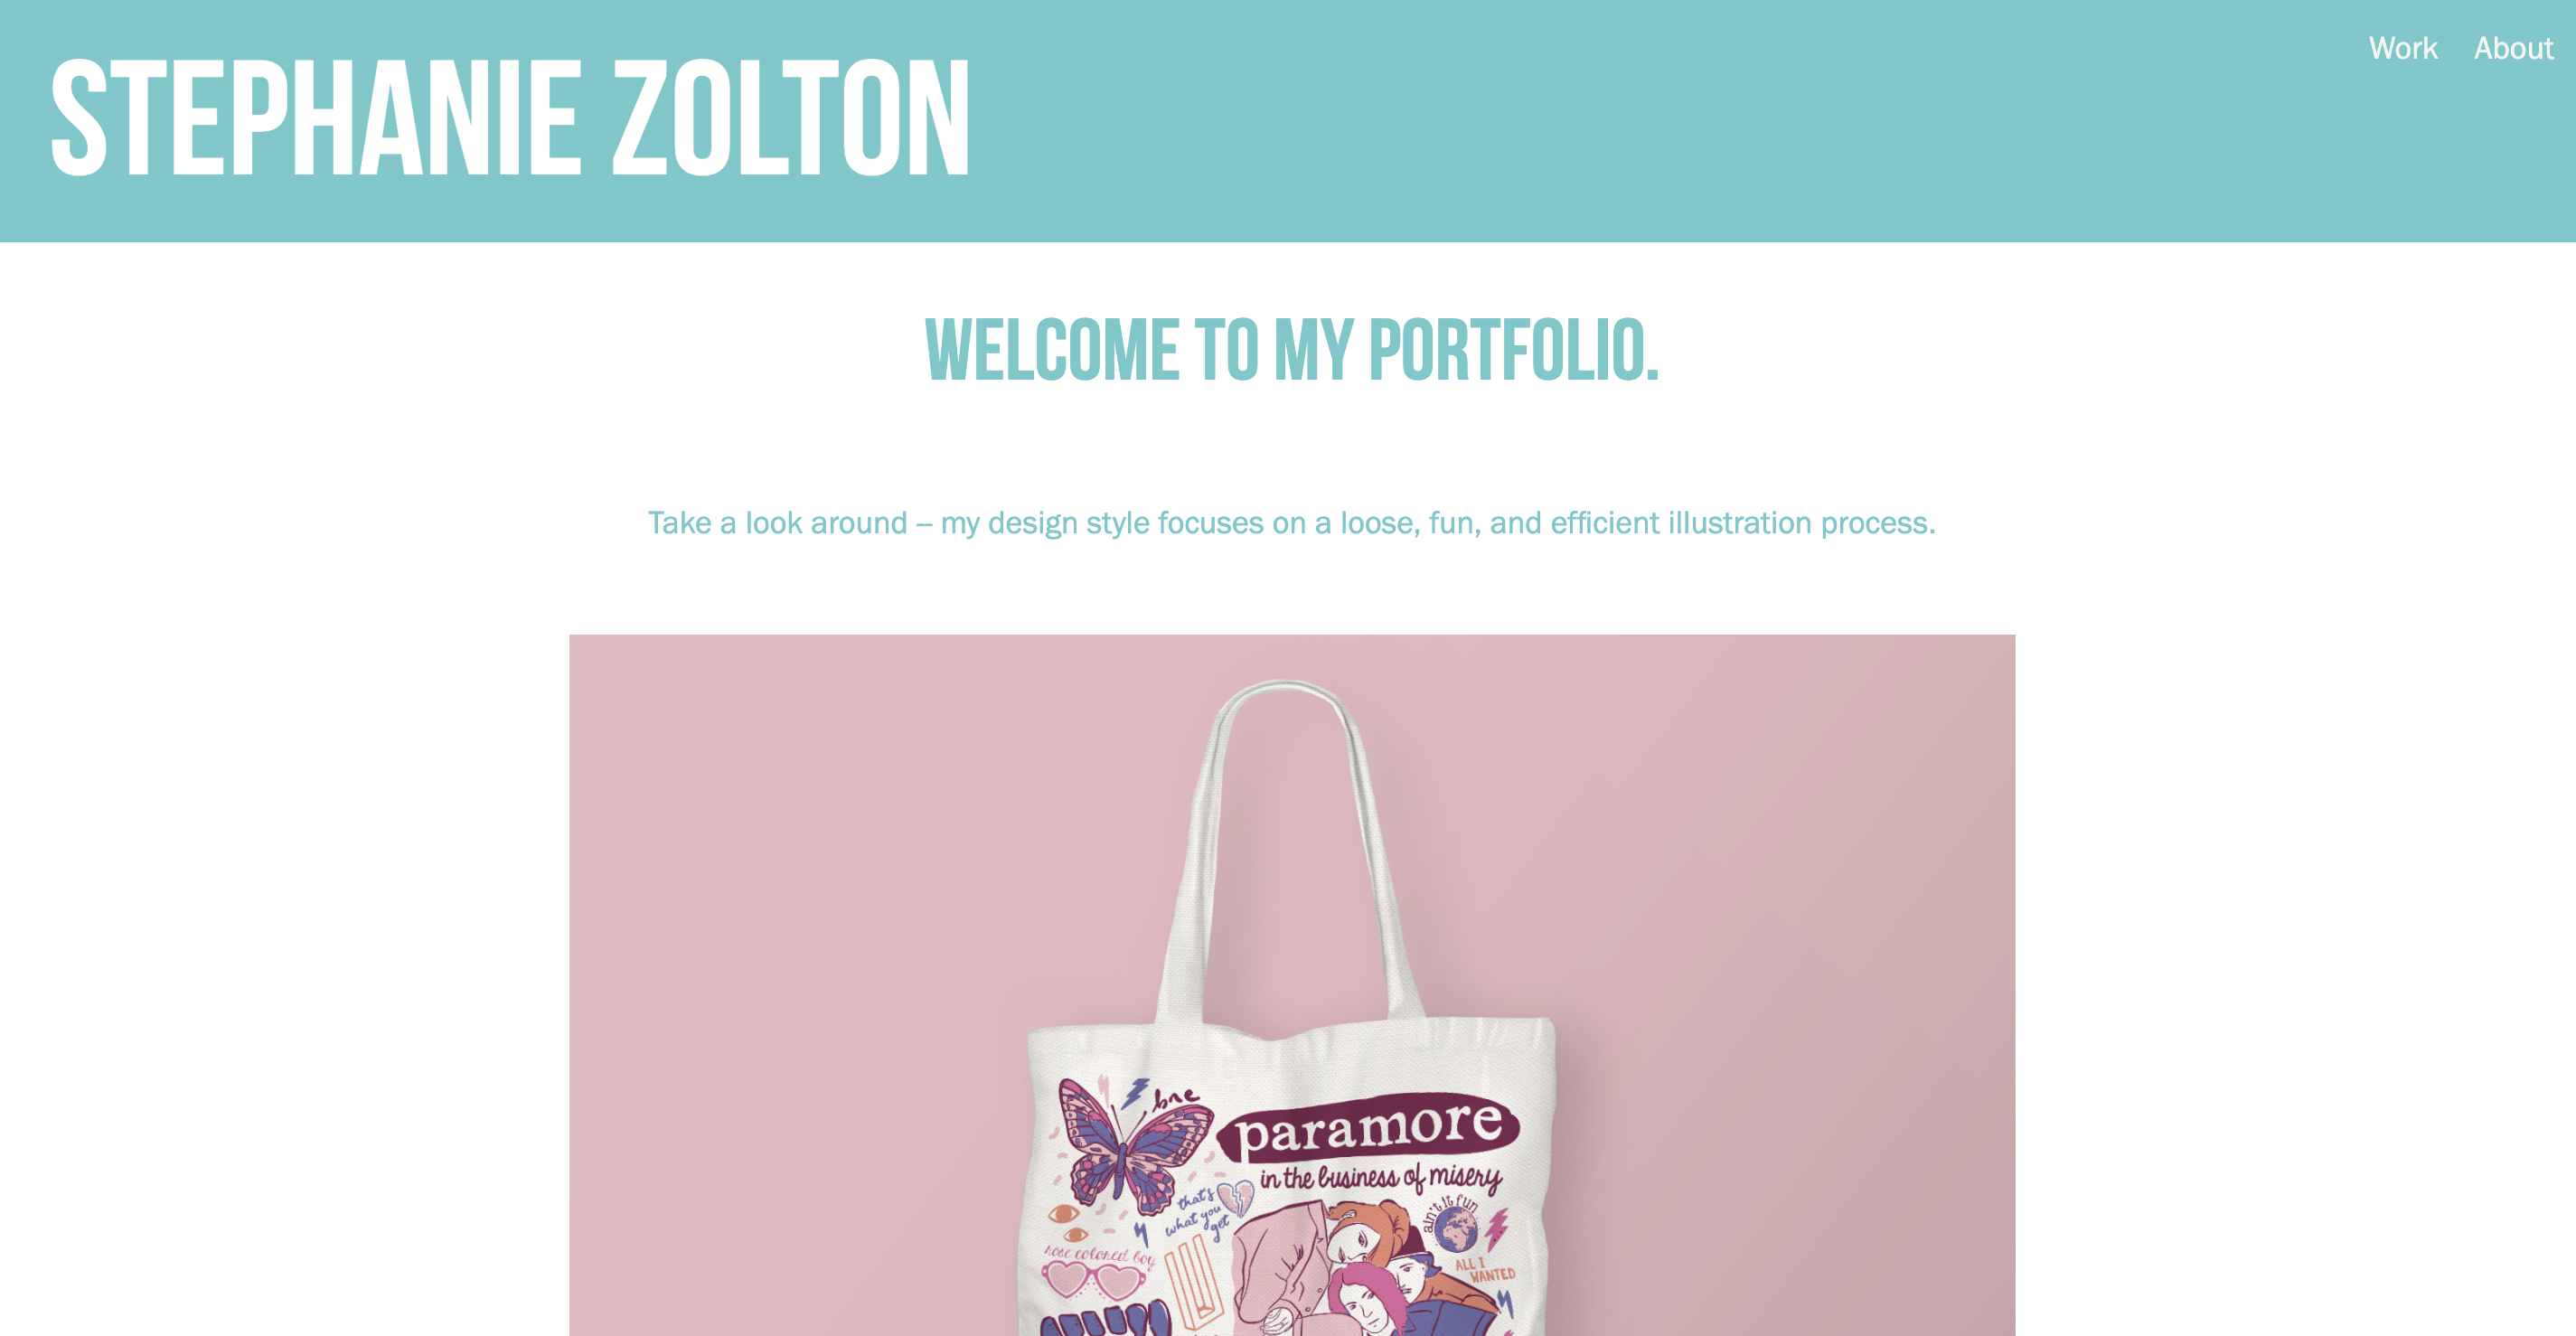 STEPHANIE ZOLTON
Work About
WELCOME TO MY PORTFOLIO.
Take a look around – my design style focuses on a loose, fun, and efficient illustration process.
bne
paramore
in the business of misery
that's
what you
get
ain't it fun
rose colored boy
ALL I
WANTED